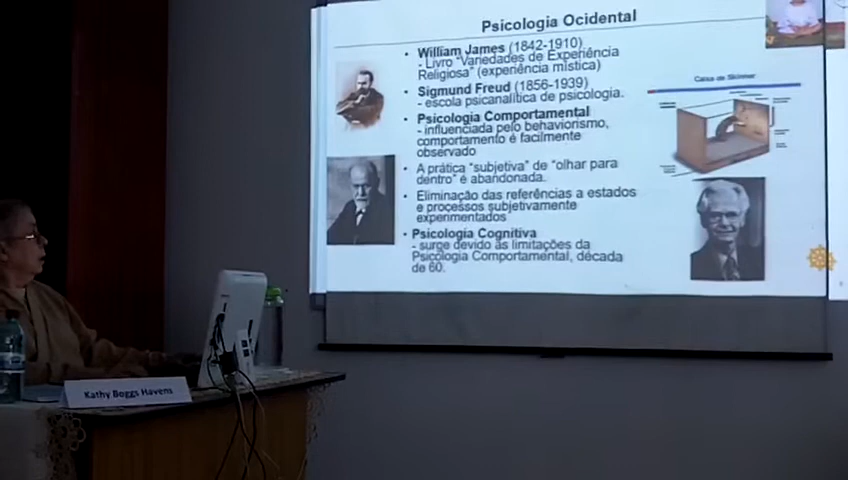 Psicologia Ocidental
• William James (1842-1910)
- Livro "Variedades de Experiência
Religiosa" (experiência mística)
• Sigmund Freud (1856-1939)
- escola psicanalítica de psicologia.
• Psicologia Comportamental
- influenciada pelo behaviorismo,
comportamento é facilmente
observado
• A prática "subjetiva" de "olhar para
dentro" é abandonada.
• Eliminação das referências a estados
e processos subjetivamente
experimentados
• Psicologia Cognitiva
- surge devido às limitações da
Psicologia Comportamental, década
de 60.
Caixa de Skinner
Kathy Boggs Havens